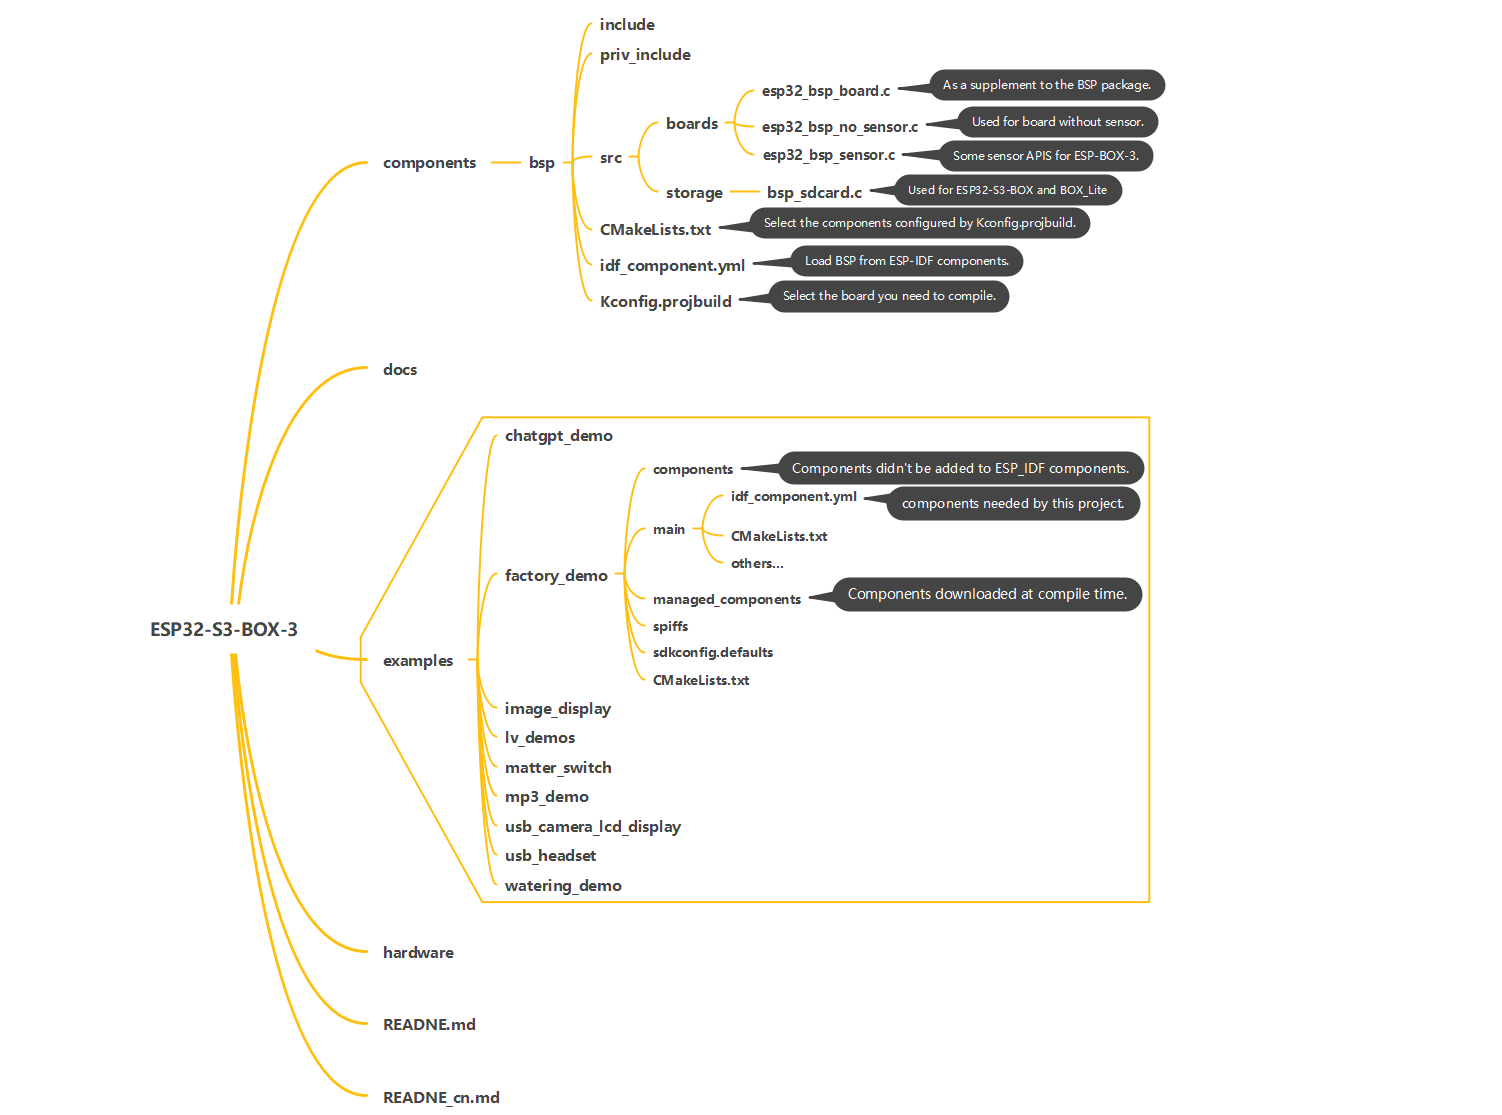 include
priv_include
esp32_bsp_board.c
As a supplement to the BSP package.
boards
esp32_bsp_no_sensor.c
Used for board without sensor.
components
bsp
src
esp32_bsp_sensor.c
Some sensor APIS for ESP-BOX-3.
storage
bsp_sdcard.c
Used for ESP32-S3-BOX and BOX_Lite
CMakeLists.txt
Select the components configured by Kconfig.projbuild.
idf_component.yml
Load BSP from ESP-IDF components.
Kconfig.projbuild
Select the board you need to compile.
docs
chatgpt_demo
components
Components didn't be added to ESP_IDF components.
idf_component.yml
components needed by this project.
main
CMakeLists.txt
others...
factory_demo
managed_components
Components downloaded at compile time.
spiffs
ESP32-S3-BOX-3
examples
sdkconfig.defaults
CMakeLists.txt
image_display
lv_demos
matter_switch
mp3_demo
usb_camera_lcd_display
usb_headset
watering_demo
hardware
READNE.md
READNE_cn.md